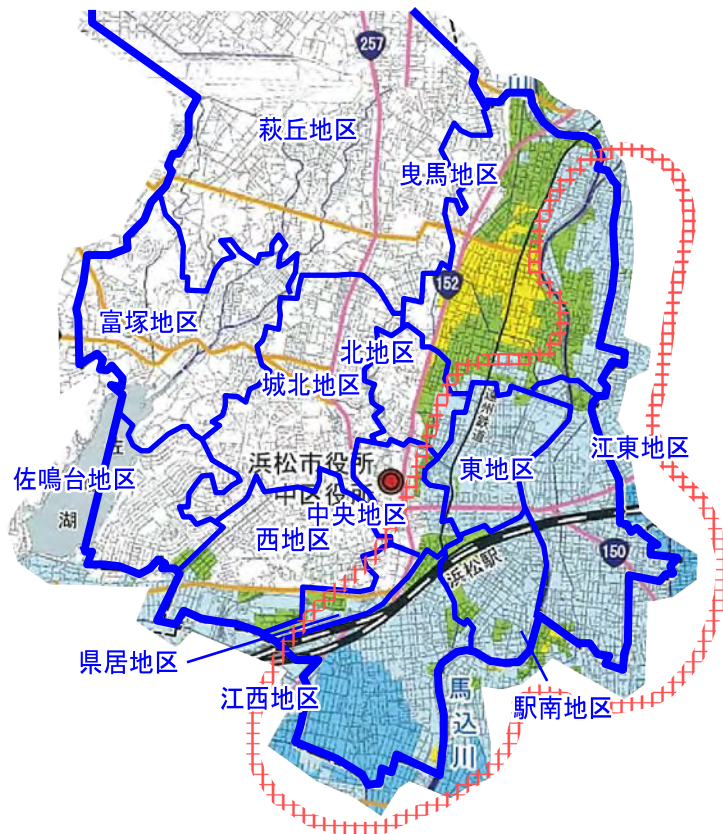 257
萩丘地区
曳馬地区
152
富塚地区
北地区
城北地区
州鉄道
佐
鳴
湖
佐鳴台地区
浜松市役所
中区役所
中央地区
西地区
東地区
江東地区
150
浜松駅
県居地区
江西地区
馬込川
駅南地区